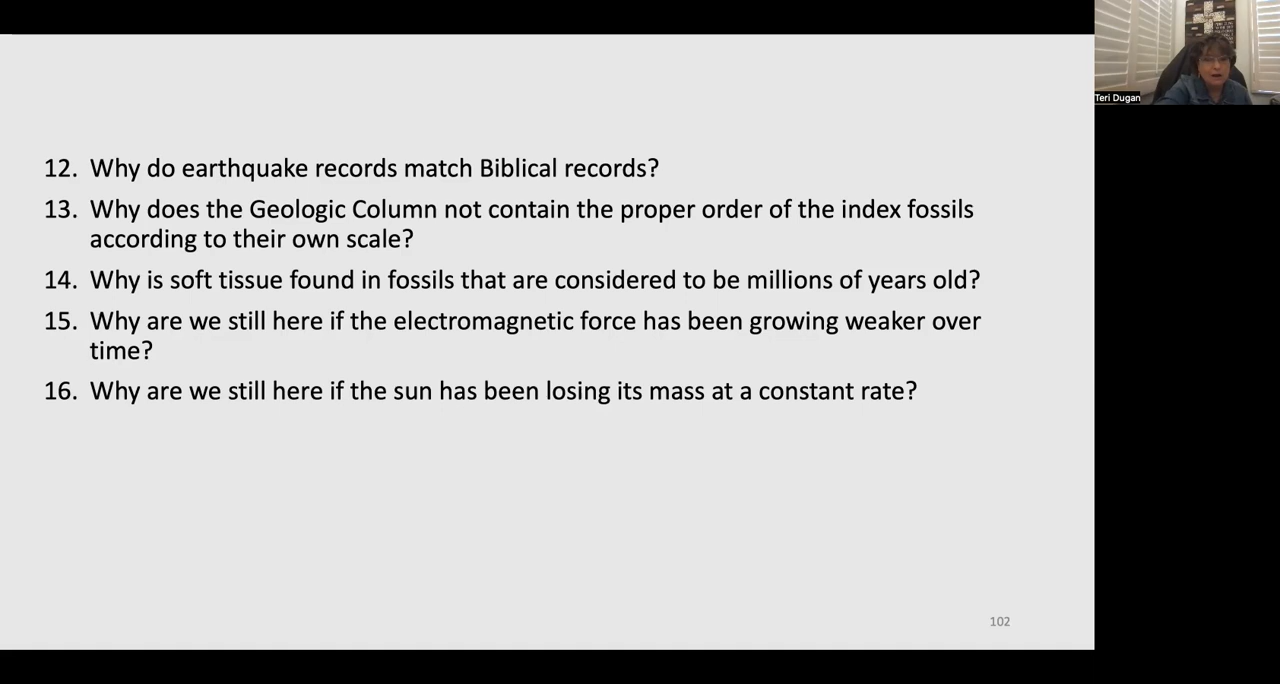 12. Why do earthquake records match Biblical records?
13. Why does the Geologic Column not contain the proper order of the index fossils
according to their own scale?
14. Why is soft tissue found in fossils that are considered to be millions of years old?
15. Why are we still here if the electromagnetic force has been growing weaker over
time?
16. Why are we still here if the sun has been losing its mass at a constant rate?
102
Teri Dugan